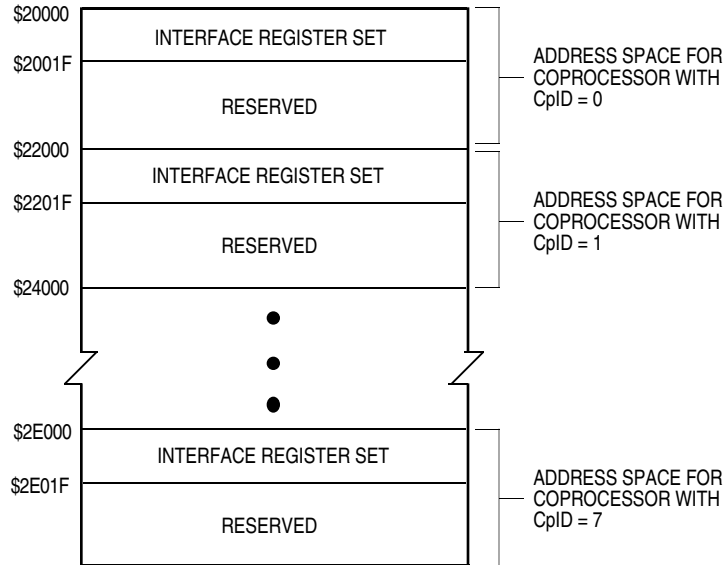 $20000
INTERFACE REGISTER SET
$2001F
RESERVED
ADDRESS SPACE FOR
COPROCESSOR WITH
CpID = 0
$22000
INTERFACE REGISTER SET
$2201F
RESERVED
ADDRESS SPACE FOR
COPROCESSOR WITH
CpID = 1
$24000
$2E000
INTERFACE REGISTER SET
$2E01F
RESERVED
ADDRESS SPACE FOR
COPROCESSOR WITH
CpID = 7